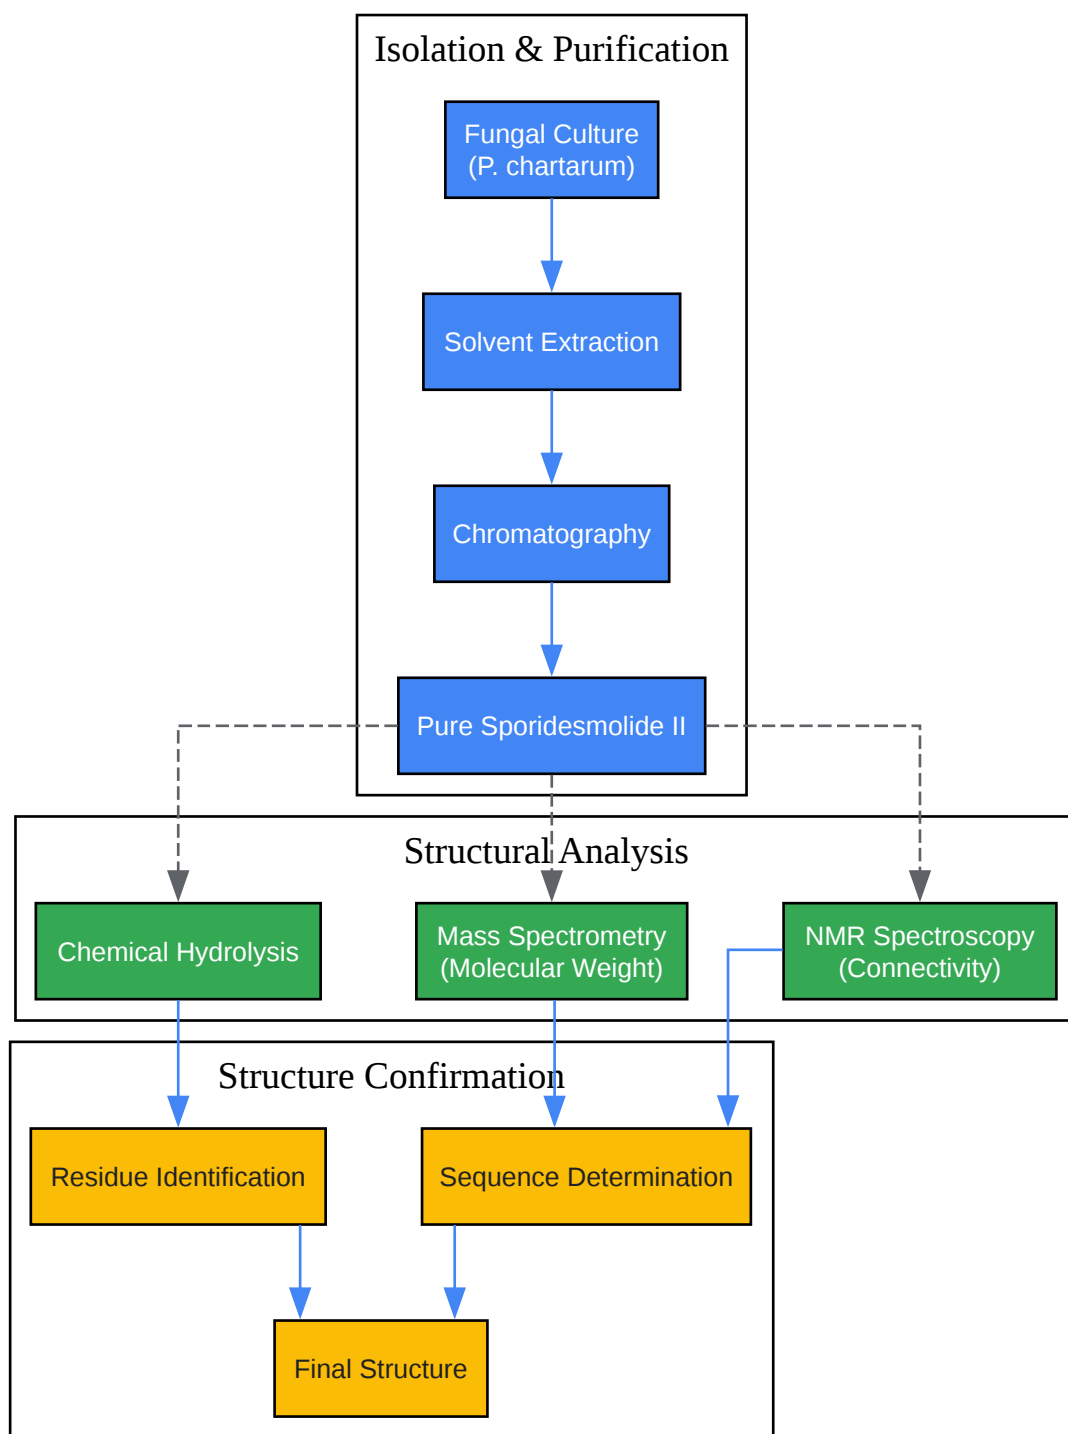 Isolation & Purification
Fungal Culture
(P. chartarum)
Solvent Extraction
Chromatography
Pure Sporidesmolide II
Structural Analysis
Chemical Hydrolysis
Mass Spectrometry
(Molecular Weight)
NMR Spectroscopy
(Connectivity)
Structure Confirmation
Residue Identification
Sequence Determination
Final Structure